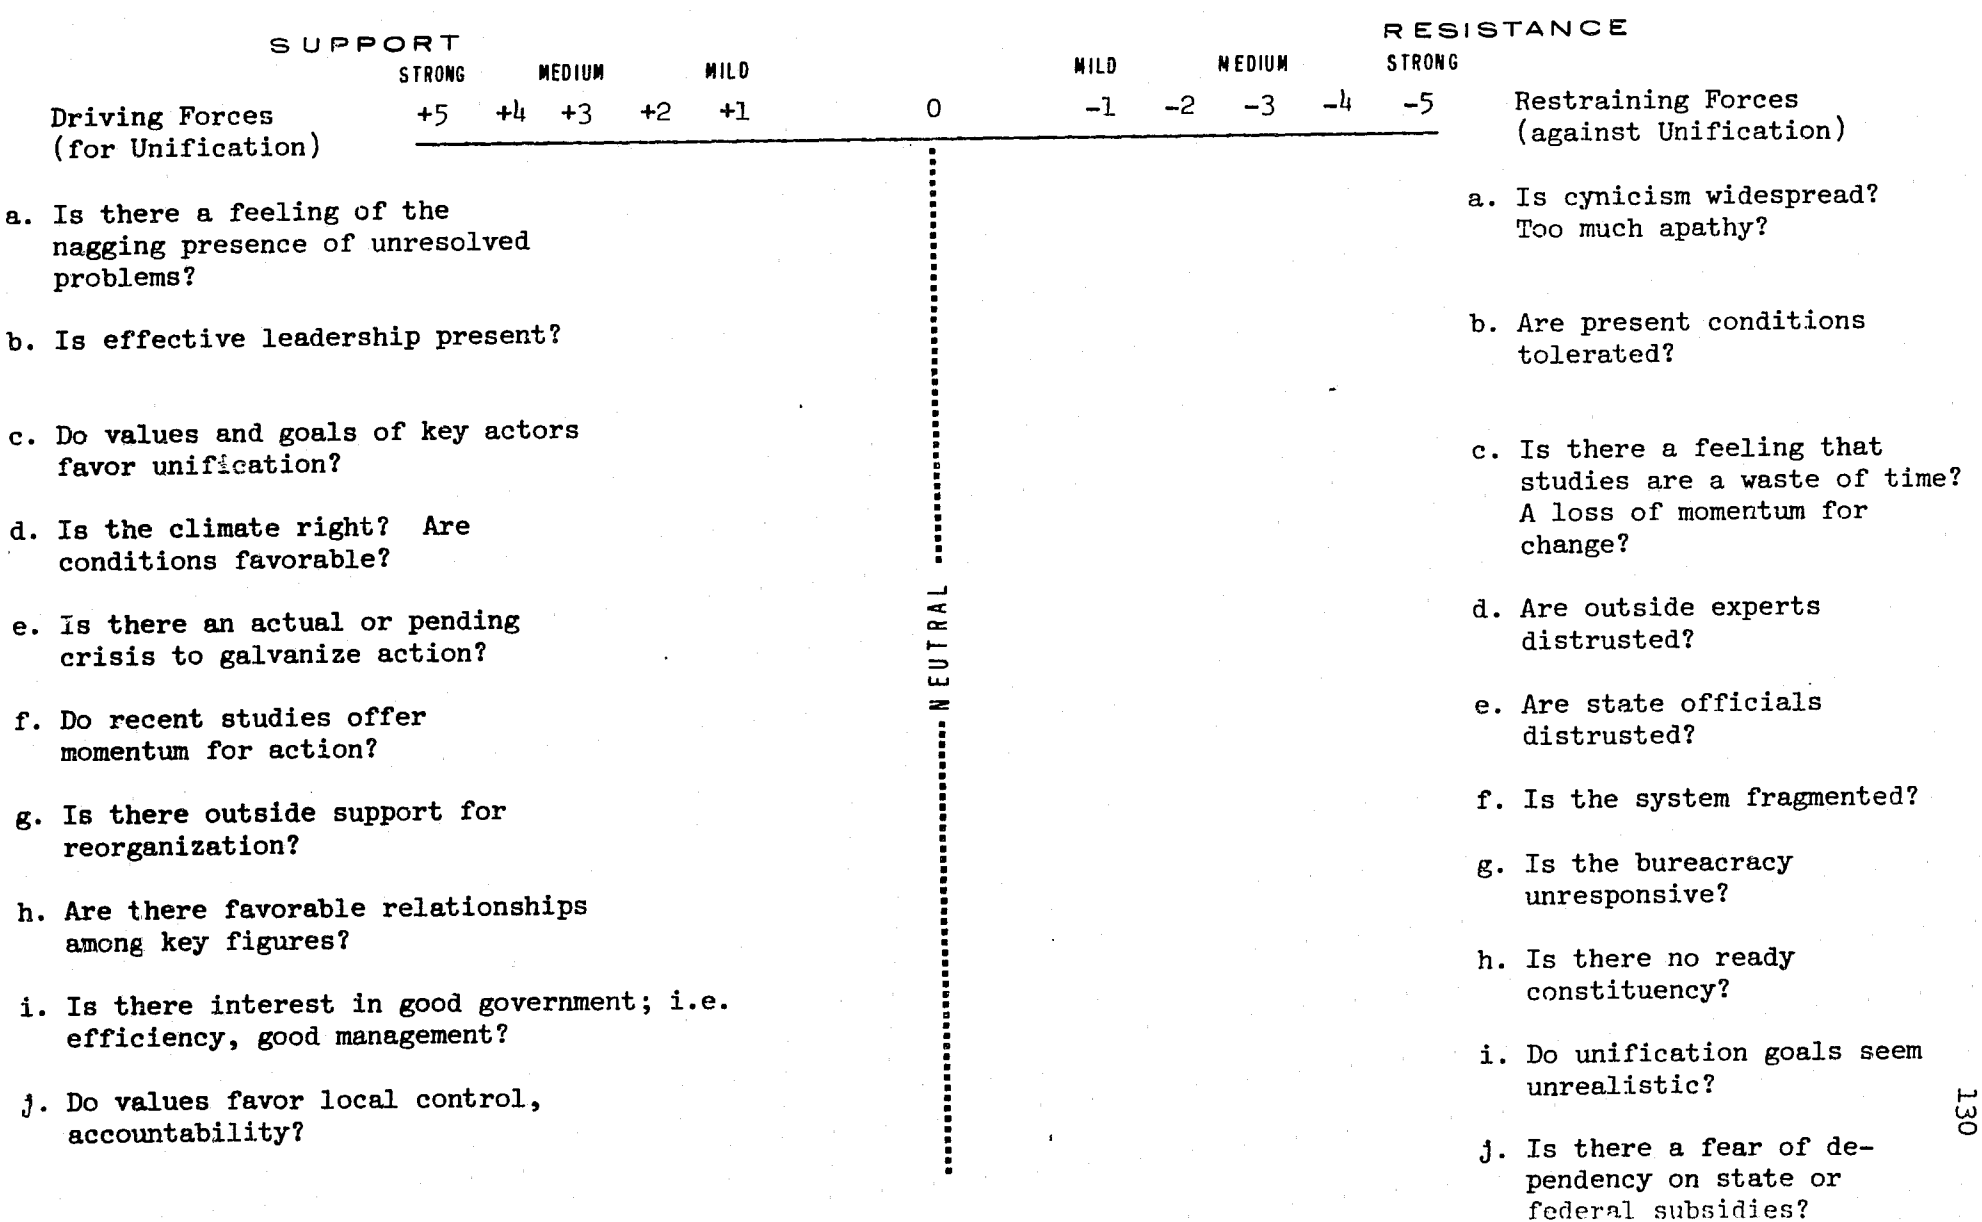 SUPPORT
RESISTANCE
STRONG MEDIUM MILD MILD MEDIUM STRONG
Driving Forces +5 +4 +3 +2 +1 0 -1 -2 -3 -4 -5 Restraining Forces
(for Unification) (against Unification)
a. Is there a feeling of the
nagging presence of unresolved
problems?
b. Is effective leadership present?
c. Do values and goals of key actors
favor unification?
d. Is the climate right? Are
conditions favorable?
e. Is there an actual or pending
crisis to galvanize action?
f. Do recent studies offer
momentum for action?
g. Is there outside support for
reorganization?
h. Are there favorable relationships
among key figures?
i. Is there interest in good government; i.e.
efficiency, good management?
j. Do values favor local control,
accountability?
NEUTRAL
a. Is cynicism widespread?
Too much apathy?
b. Are present conditions
tolerated?
c. Is there a feeling that
studies are a waste of time?
A loss of momentum for
change?
d. Are outside experts
distrusted?
e. Are state officials
distrusted?
f. Is the system fragmented?
g. Is the bureacracy
unresponsive?
h. Is there no ready
constituency?
i. Do unification goals seem
unrealistic?
j. Is there a fear of de-
pendency on state or
federal subsidies?
130